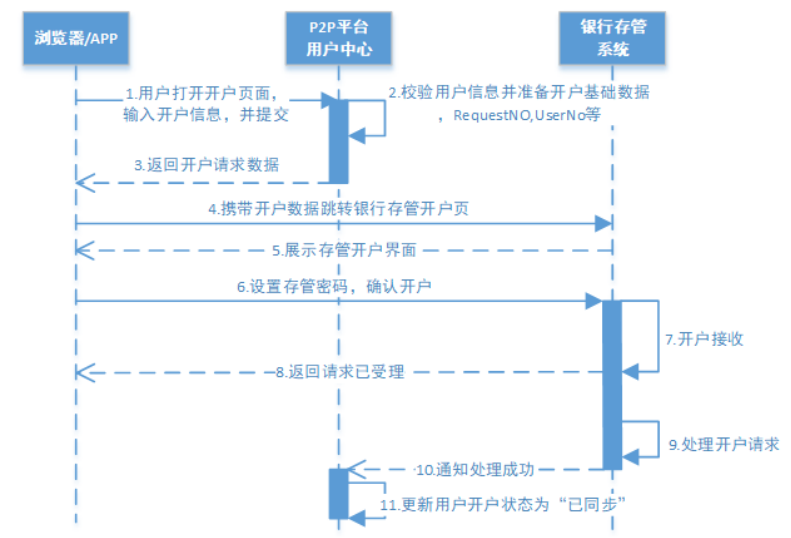 浏览器/APP
P2P平台
用户中心
银行存管
系统
1.用户打开开户页面，
输入开户信息，并提交
2.校验用户信息并准备开户基础数据
，RequestNO,UserNo等
3.返回开户请求数据
4.携带开户数据跳转银行存管开户页
5.展示存管开户界面
6.设置存管密码，确认开户
7.开户接收
8.返回请求已受理
9.处理开户请求
10.通知处理成功
11.更新用户开户状态为“已同步”